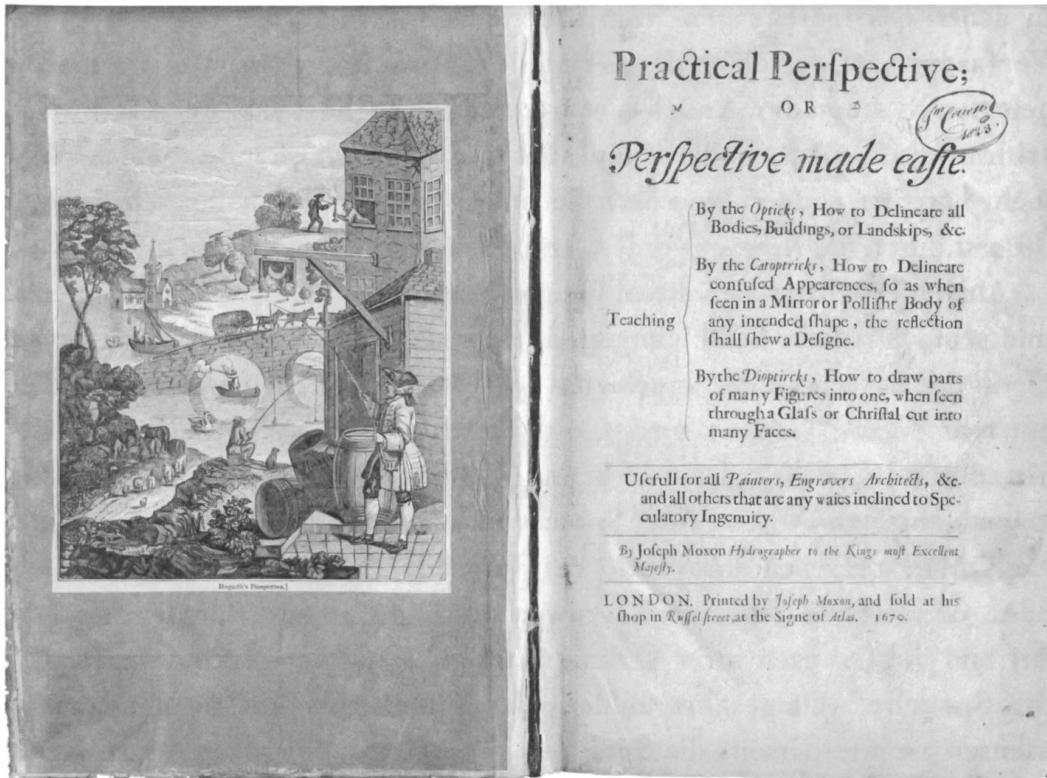 Hogarth's Perspective.]
Practical Perſpective;
OR
Perſpective made eaſie.
Teaching
By the Opticks, How to Delineate all
Bodies, Buildings, or Landskips, &c.
By the Catoptricks, How to Delineate
confuſed Appearences, ſo as when
ſeen in a Mirror or Polliſht Body of
any intended ſhape, the reflection
ſhall ſhew a Deſigne.
By the Dioptircks, How to draw parts
of many Figures into one, when ſeen
through a Glaſs or Chriſtal cut into
many Faces.
Uſefull for all Painters, Engravers Architects, &c.
and all others that are any waies inclined to Spe-
culatory Ingenuity.
By Joſeph Moxon Hydrographer to the Kings moſt Excellent
Majeſty.
LONDON, Printed by Joſeph Moxon, and ſold at his
ſhop in Ruſſel ſtreet, at the Signe of Atlas. 1670.